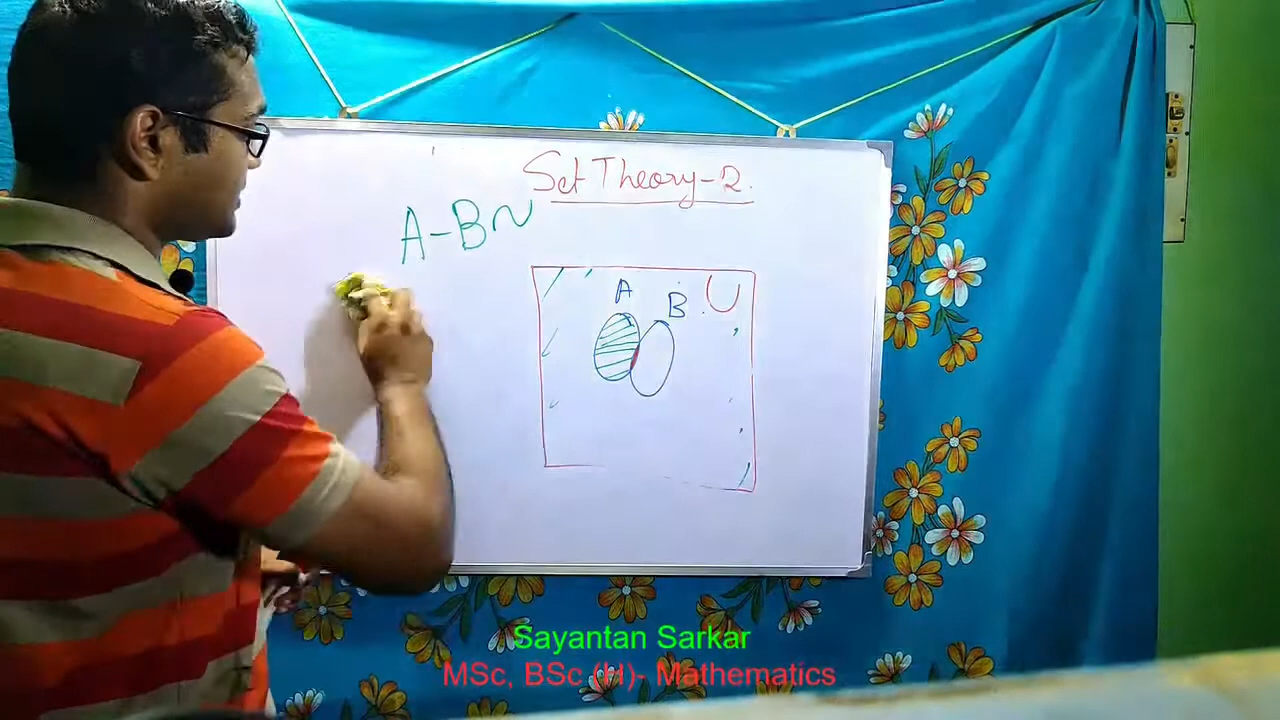 Set Theory-2.
A-B~
A
B
U
Sayantan Sarkar
MSc, BSc (H)- Mathematics